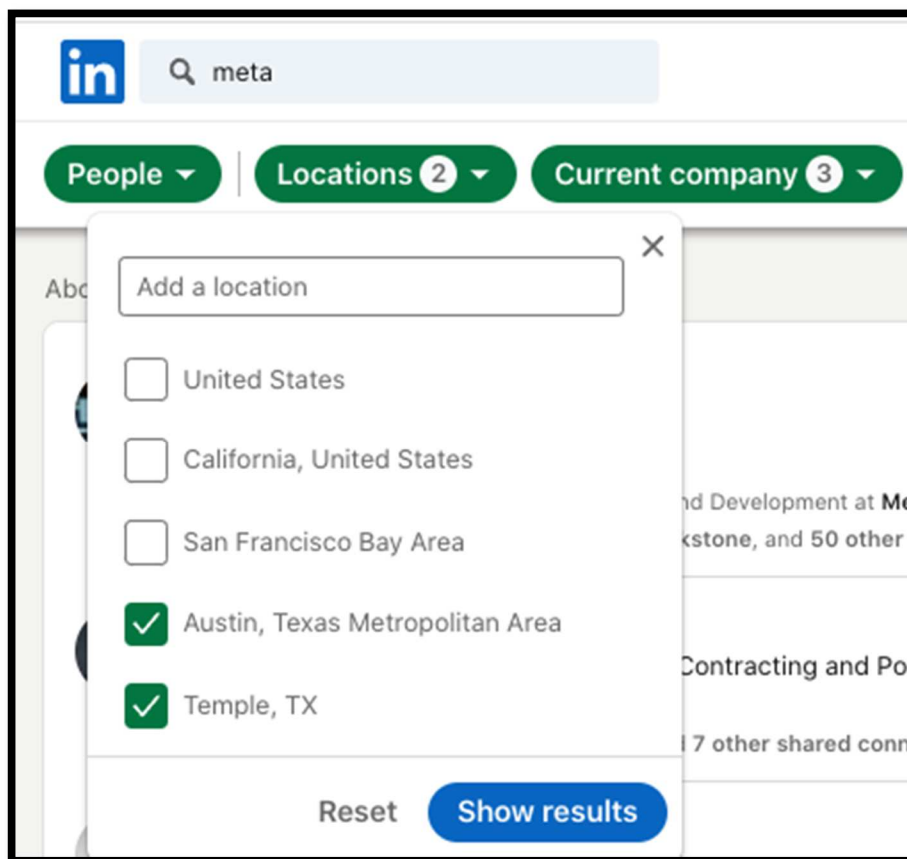 in
meta
People
Locations 2
Current company 3
Abo
Add a location
United States
California, United States
San Francisco Bay Area
nd Development at Me
kstone, and 50 other
Austin, Texas Metropolitan Area
Contracting and Po
Temple, TX
7 other shared conn
Reset
Show results